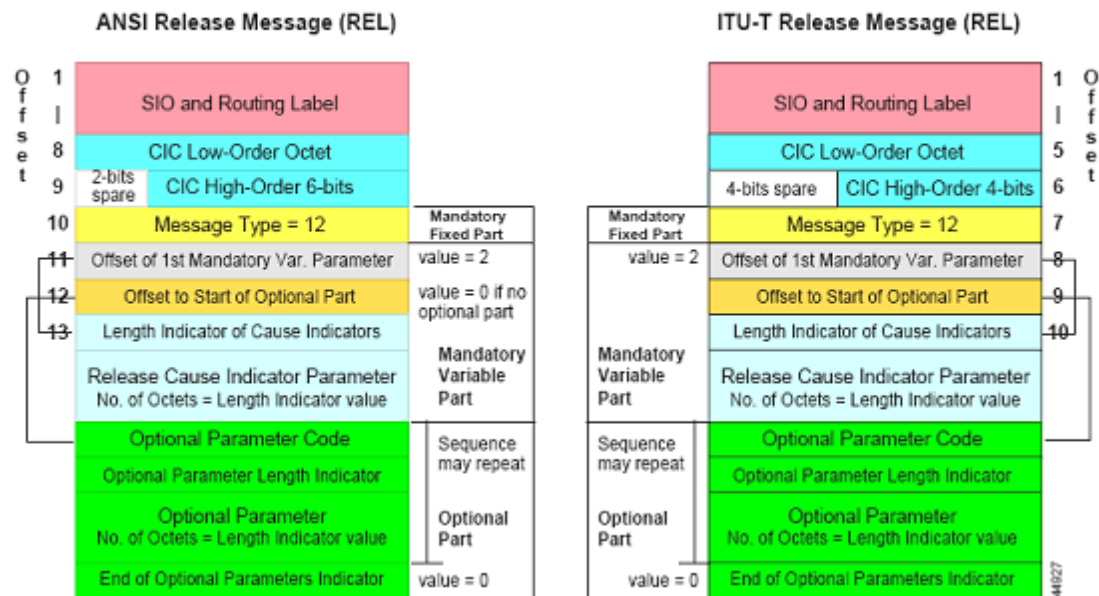 ANSI Release Message (REL)
Offset
1
|
SIO and Routing Label
8
CIC Low-Order Octet
9
2-bits
spare
CIC High-Order 6-bits
10
Message Type = 12
Mandatory
Fixed Part
11
Offset of 1st Mandatory Var. Parameter
value = 2
12
Offset to Start of Optional Part
value = 0 if no
optional part
13
Length Indicator of Cause Indicators
Release Cause Indicator Parameter
No. of Octets = Length Indicator value
Mandatory
Variable
Part
Optional Parameter Code
Optional Parameter Length Indicator
Sequence
may repeat
Optional Parameter
No. of Octets = Length Indicator value
Optional
Part
End of Optional Parameters Indicator
value = 0
ITU-T Release Message (REL)
Offset
SIO and Routing Label
1
|
CIC Low-Order Octet
5
4-bits spare
CIC High-Order 4-bits
6
Mandatory
Fixed Part
Message Type = 12
7
value = 2
Offset of 1st Mandatory Var. Parameter
8
Offset to Start of Optional Part
9
Length Indicator of Cause Indicators
10
Mandatory
Variable
Part
Release Cause Indicator Parameter
No. of Octets = Length Indicator value
Sequence
may repeat
Optional Parameter Code
Optional Parameter Length Indicator
Optional
Part
Optional Parameter
No. of Octets = Length Indicator value
value = 0
End of Optional Parameters Indicator
44927